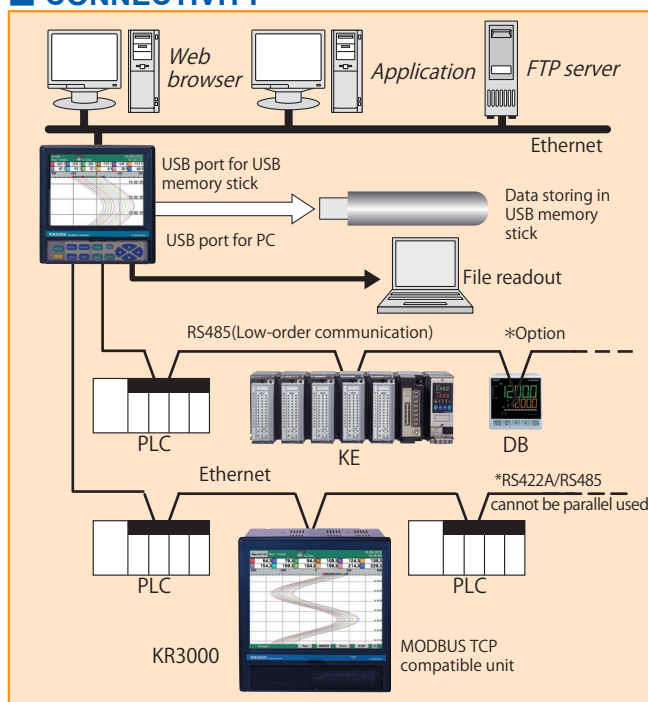 ■ CONNECTIVITY
Web
browser
Application
FTP server
Ethernet
USB port for USB
memory stick
Data storing in
USB memory
stick
USB port for PC
File readout
RS485(Low-order communication)
*Option
PLC
KE
DB
Ethernet
*RS422A/RS485
cannot be parallel used
PLC
PLC
KR3000
MODBUS TCP
compatible unit